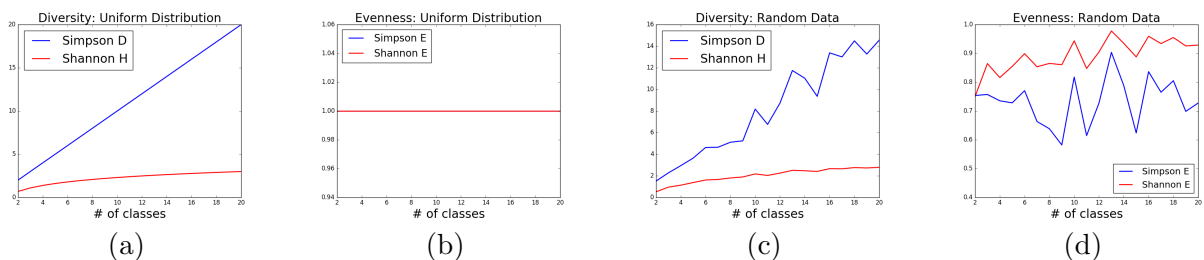 Diversity: Uniform Distribution
20
15
10
5
0
Simpson D
Shannon H
2 4 6 8 10 12 14 16 18 20
# of classes
(a)
Evenness: Uniform Distribution
1.06
1.04
1.02
1.00
0.98
0.96
0.94
Simpson E
Shannon E
2 4 6 8 10 12 14 16 18 20
# of classes
(b)
Diversity: Random Data
16
14
12
10
8
6
4
2
0
Simpson D
Shannon H
2 4 6 8 10 12 14 16 18 20
# of classes
(c)
Evenness: Random Data
1.0
0.9
0.8
0.7
0.6
0.5
0.4
Simpson E
Shannon E
2 4 6 8 10 12 14 16 18 20
# of classes
(d)